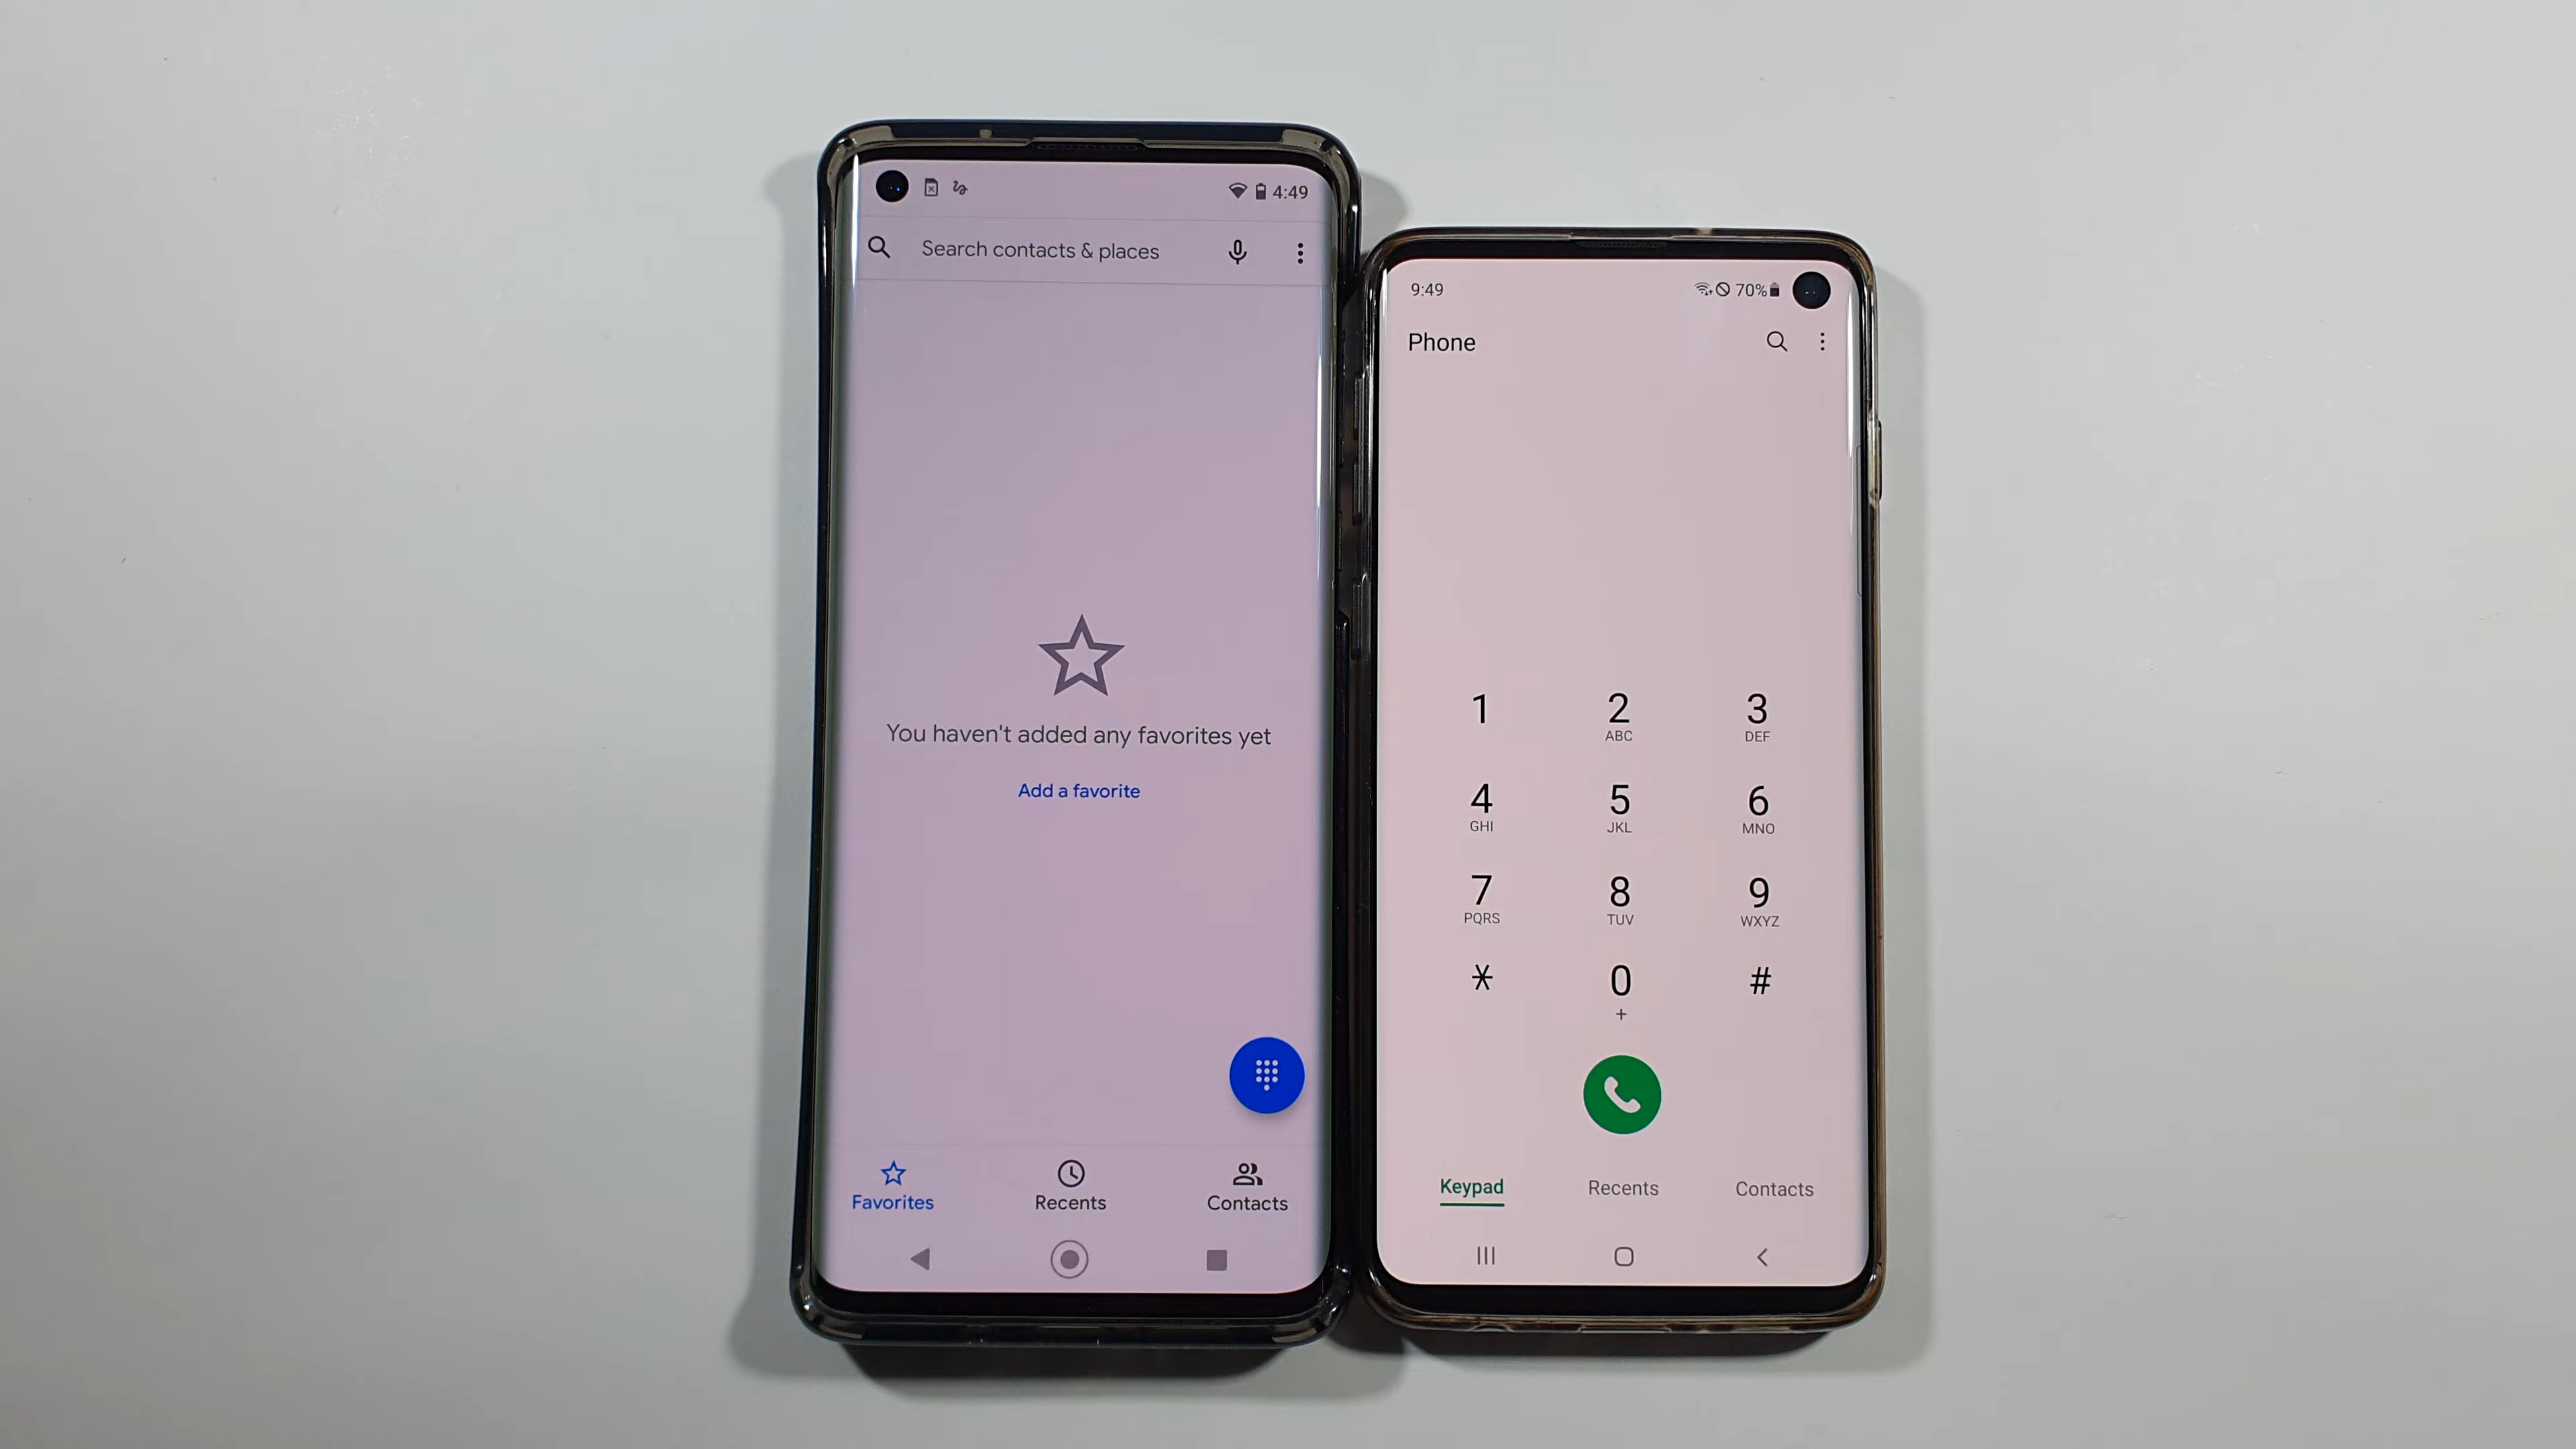 4:49
Search contacts & places
You haven't added any favorites yet
Add a favorite
Favorites
Recents
Contacts
9:49
70%
Phone
1
2
3
ABC
DEF
4
5
6
GHI
JKL
MNO
7
8
9
PQRS
TUV
WXYZ
*
0
#
+
Keypad
Recents
Contacts